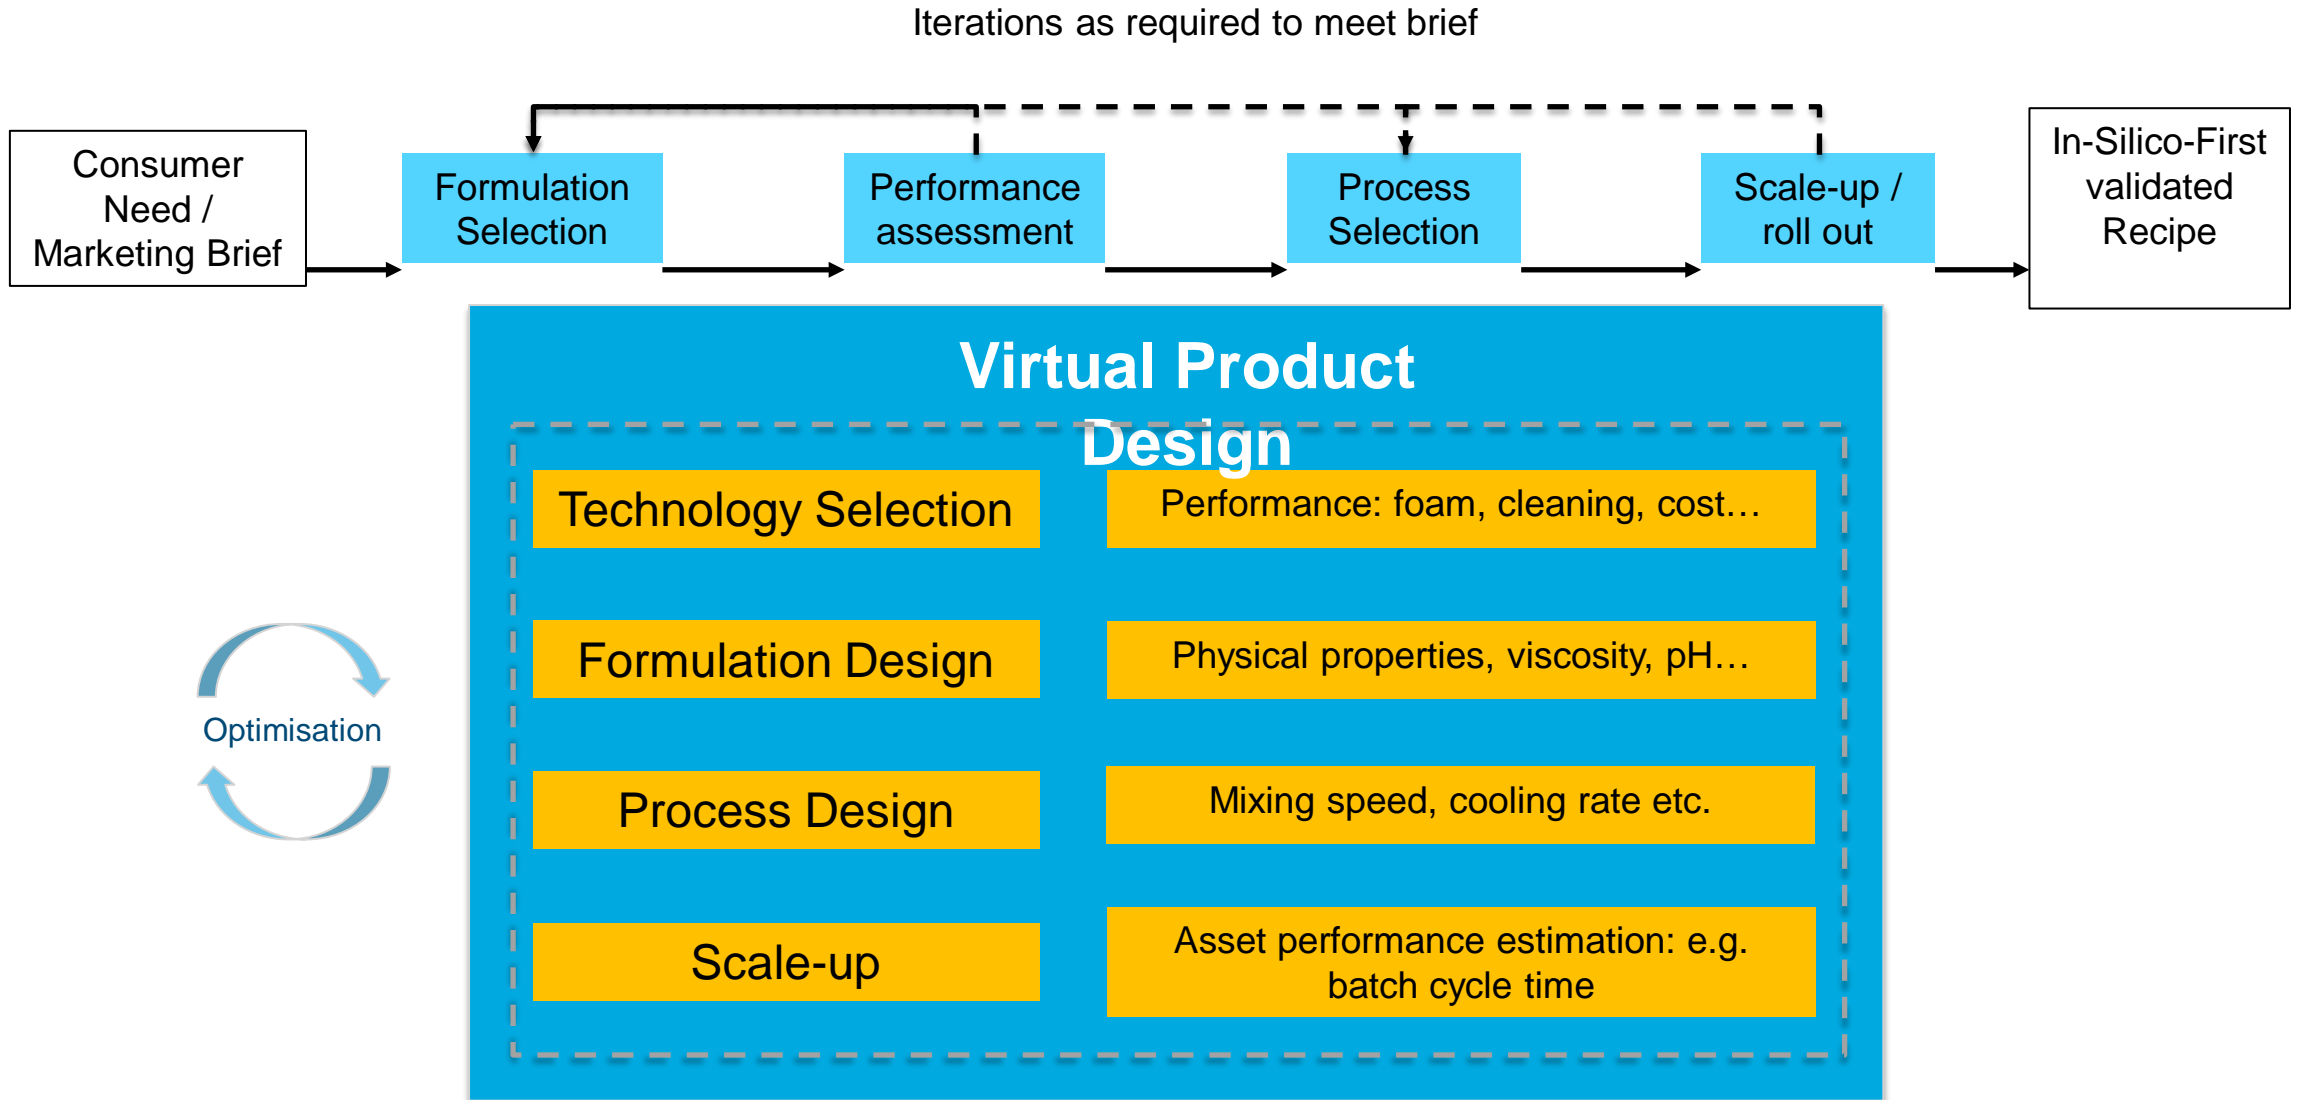 Iterations as required to meet brief
Consumer
Need /
Marketing Brief
Formulation
Selection
Performance
assessment
Process
Selection
Scale-up /
roll out
In-Silico-First
validated
Recipe
Virtual Product
Design
Technology Selection
Performance: foam, cleaning, cost…
Formulation Design
Physical properties, viscosity, pH…
Optimisation
Process Design
Mixing speed, cooling rate etc.
Scale-up
Asset performance estimation: e.g.
batch cycle time